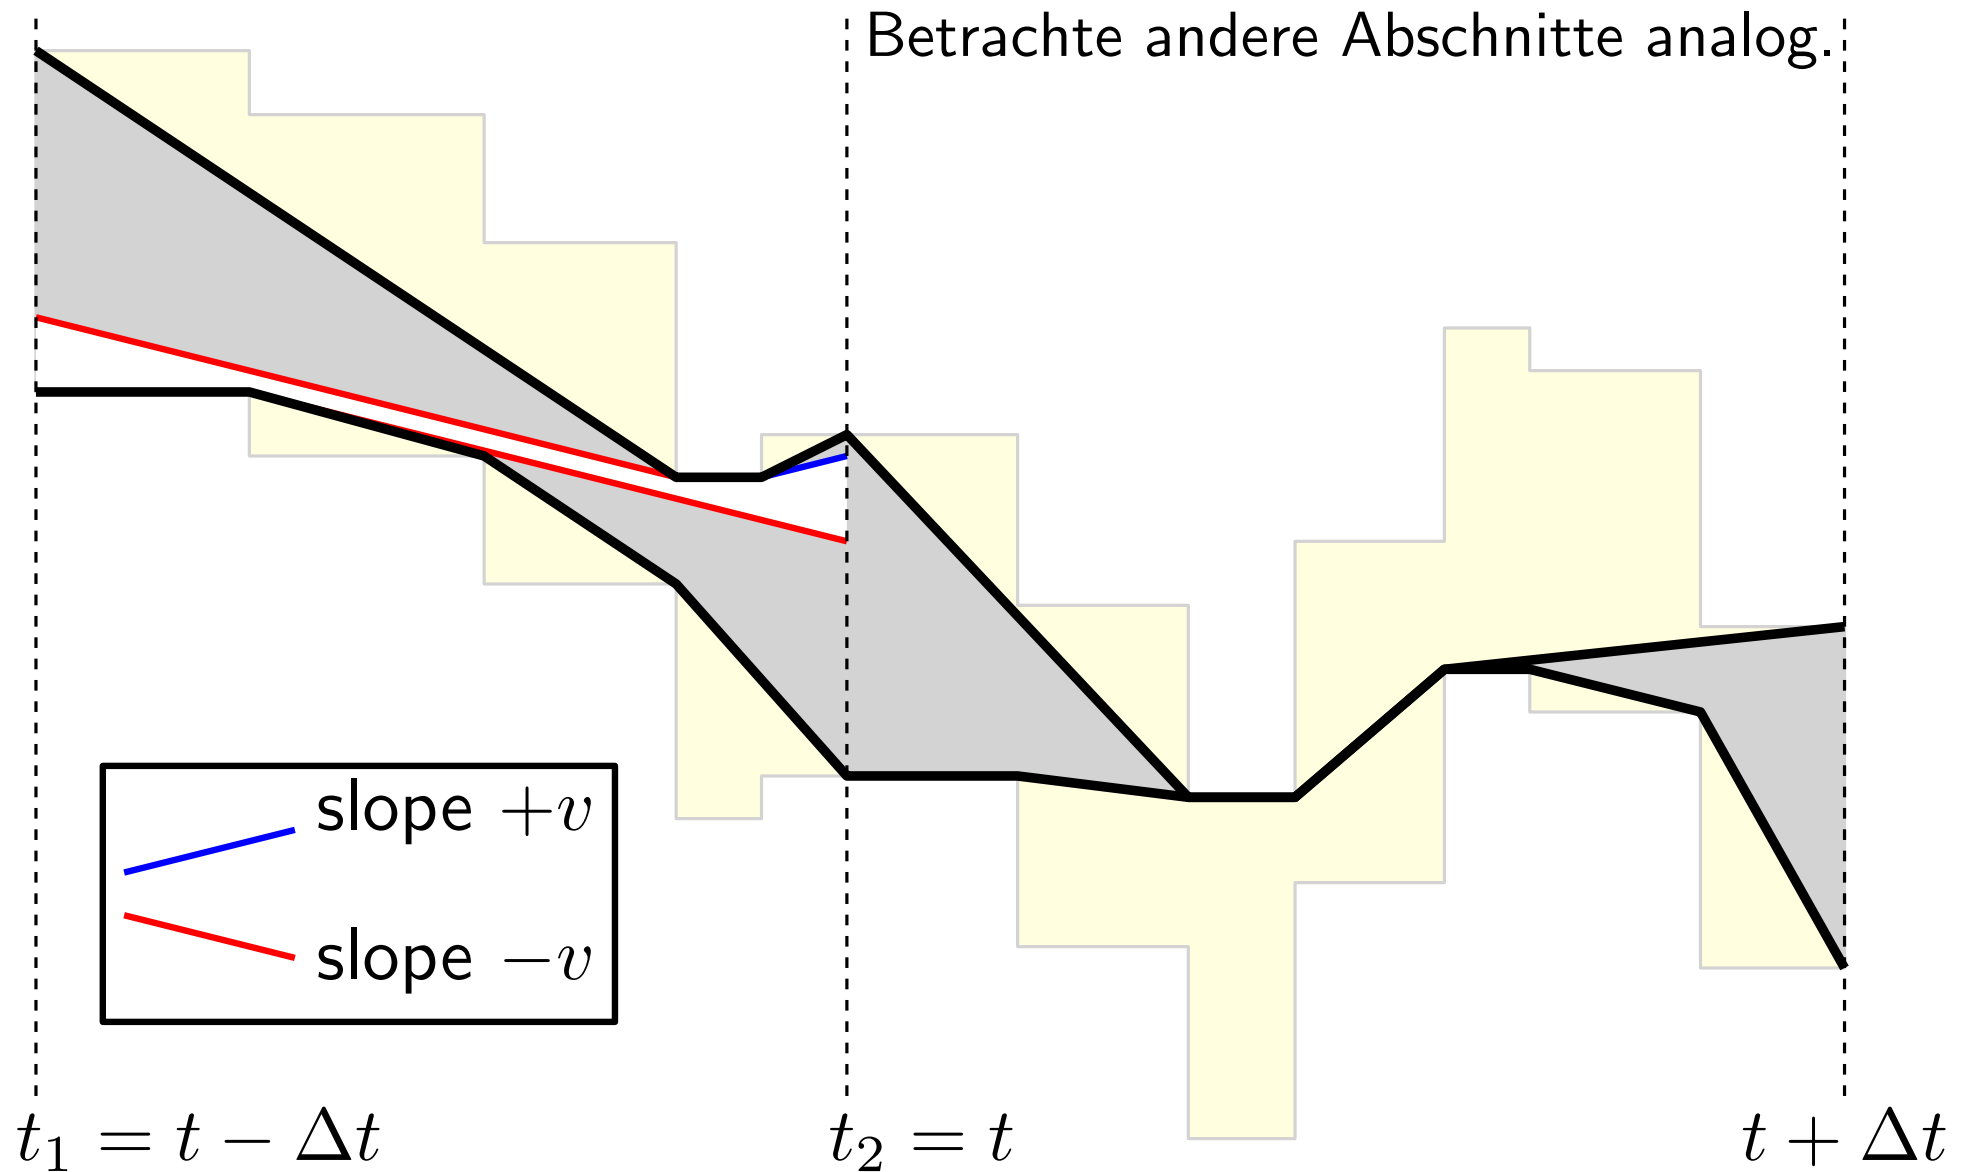 Betrachte andere Abschnitte analog.
slope +v
slope −v
t₁ = t − Δt
t₂ = t
t + Δt